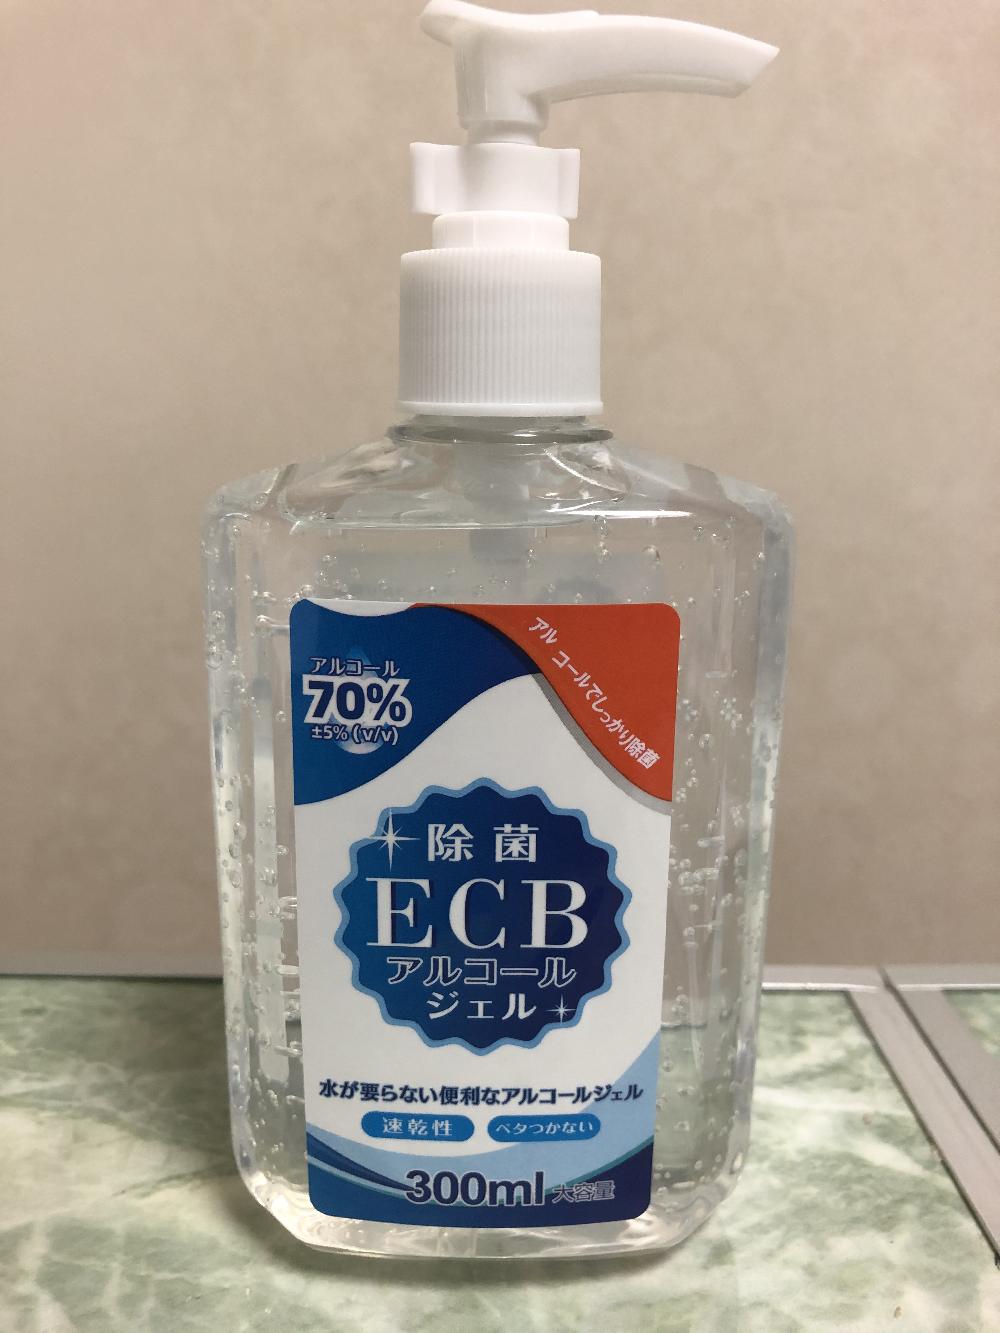 アルコール
70%
±5% (v/v)
アルコールでしっかり除菌
除菌
ECB
アルコール
ジェル
水が要らない便利なアルコールジェル
速乾性
ベタつかない
300ml 大容量